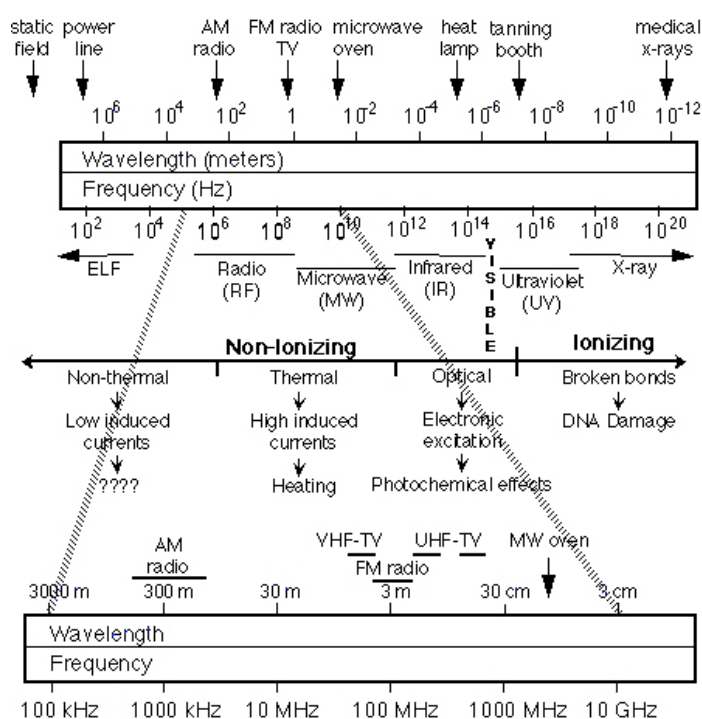 static power AM FM radio microwave heat tanning medical
field line radio TV oven lamp booth x-rays
10^6 10^4 10^2 1 10^-2 10^-4 10^-6 10^-8 10^-10 10^-12
Wavelength (meters)
Frequency (Hz)
10^2 10^4 10^6 10^8 10^10 10^12 10^14 10^16 10^18 10^20
ELF Radio (RF) Microwave (MW) Infrared (IR) VISIBLE Ultraviolet (UV) X-ray
Non-Ionizing Ionizing
Non-thermal Thermal Optical Broken bonds
Low induced High induced Electronic DNA Damage
currents currents excitation
???? Heating Photochemical effects
AM VHF-TV UHF-TV MW oven
radio FM radio
3000 m 300 m 30 m 3 m 30 cm 3 cm
Wavelength
Frequency
100 kHz 1000 kHz 10 MHz 100 MHz 1000 MHz 10 GHz